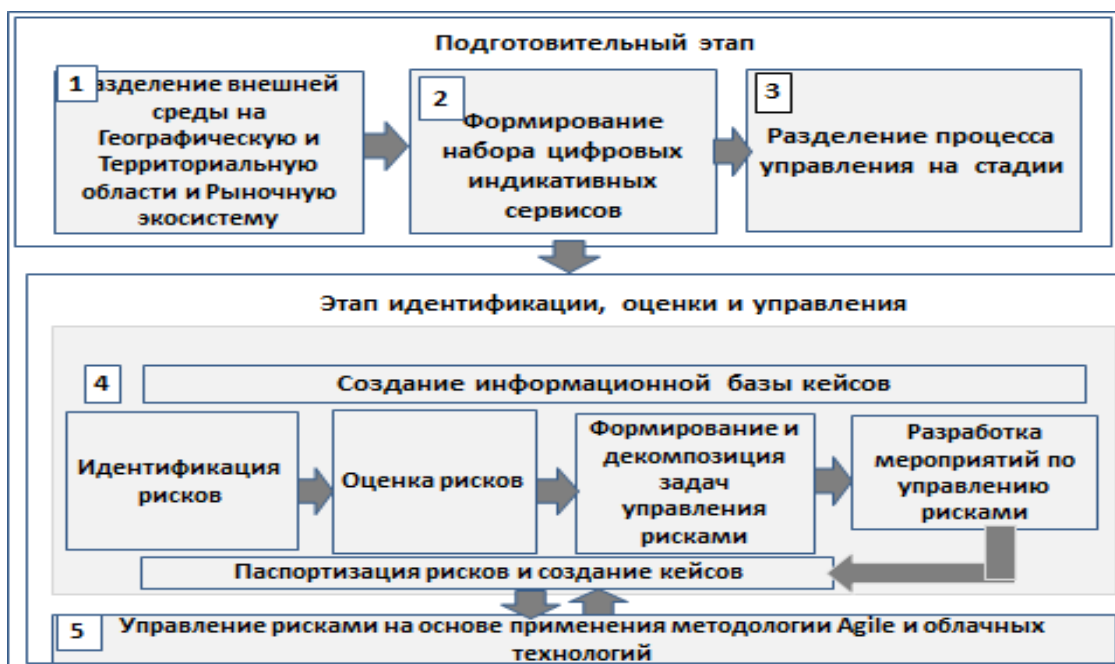 Подготовительный этап
1
азделение внешней
среды на
Географическую и
Территориальную
области и Рыночную
экосистему
2
Формирование
набора цифровых
индикативных
сервисов
3
Разделение процесса
управления на стадии
Этап идентификации, оценки и управления
4
Создание информационной базы кейсов
Идентификация
рисков
Оценка рисков
Формирование и
декомпозиция
задач
управления
рисками
Разработка
мероприятий по
управлению
рисками
Паспортизация рисков и создание кейсов
5
Управление рисками на основе применения методологии Agile и облачных
технологий